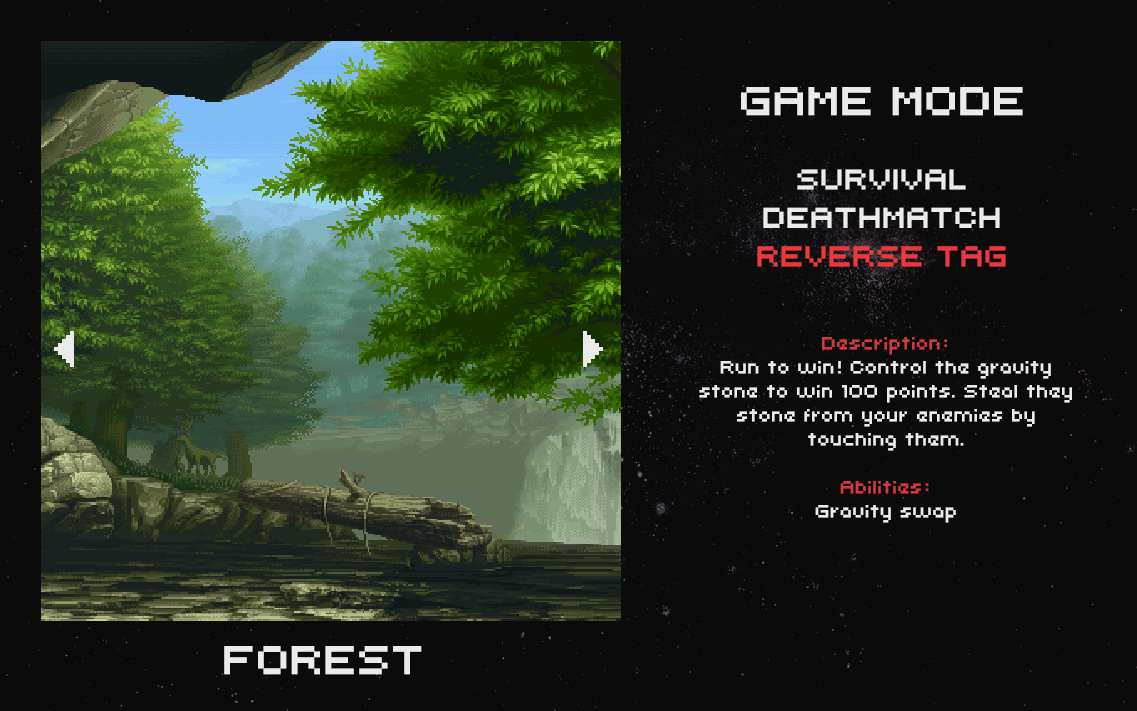 GAME MODE
SURVIVAL
DEATHMATCH
REVERSE TAG
Description:
Run to win! Control the gravity
stone to win 100 points. Steal they
stone from your enemies by
touching them.
Abilities:
Gravity swap
FOREST